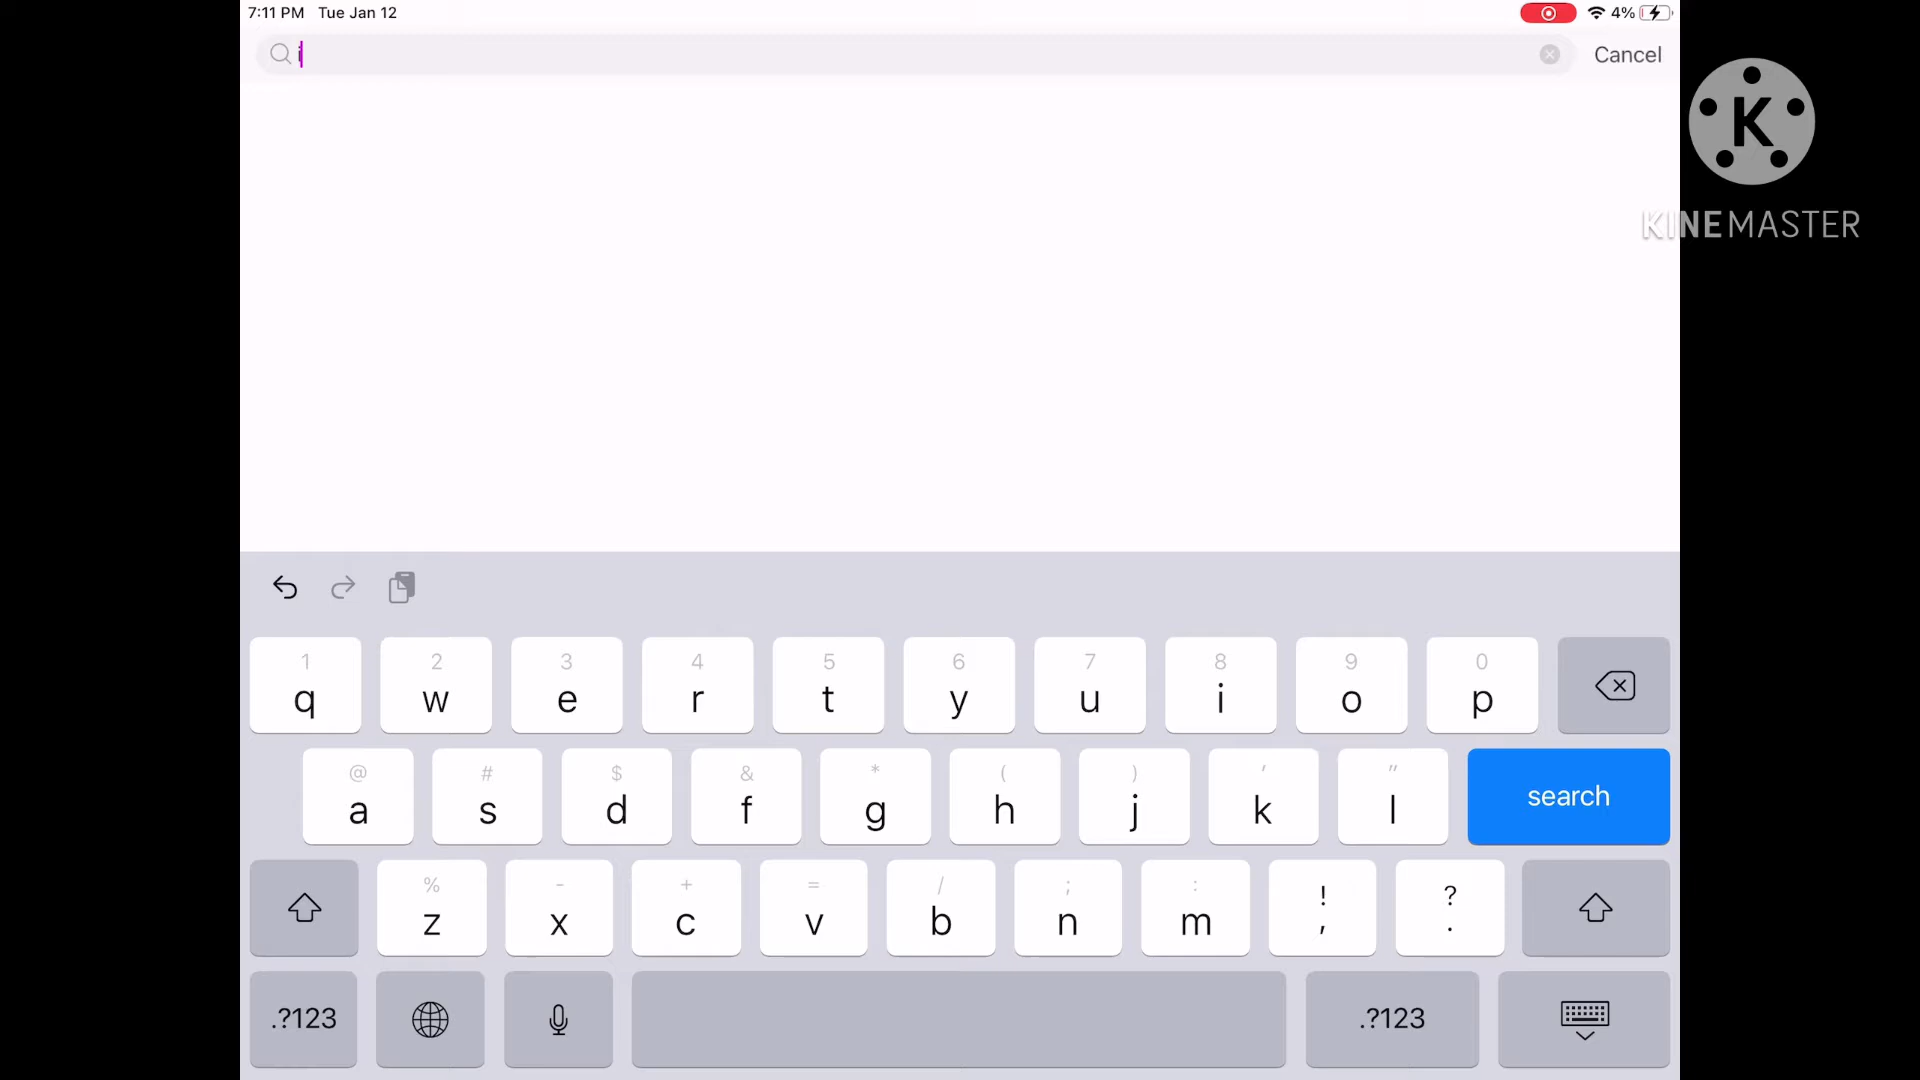 7:11 PM Tue Jan 12 4%
i Cancel
K
KINEMASTER
1 2 3 4 5 6 7 8 9 0
q w e r t y u i o p
@ # $ & * ( ) ' "
a s d f g h j k l search
% - + = / ; : ! ?
z x c v b n m , .
.?123 .?123